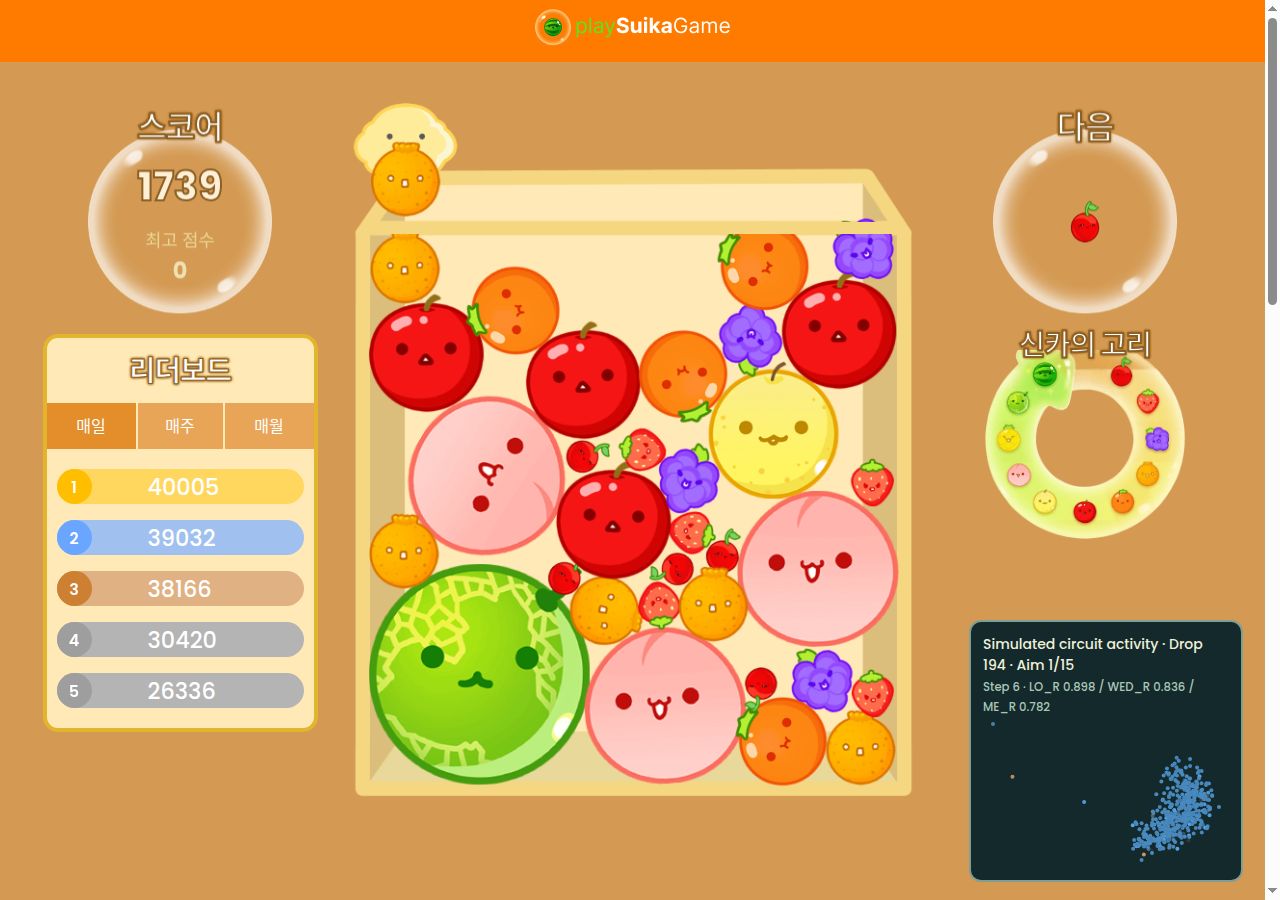 playSuikaGame
스코어
1739
최고 점수
0
다음
신카의 고리
리더보드
매일 매주 매월
1 40005
2 39032
3 38166
4 30420
5 26336
Simulated circuit activity · Drop
194 · Aim 1/15
Step 6 · LO_R 0.898 / WED_R 0.836 /
ME_R 0.782